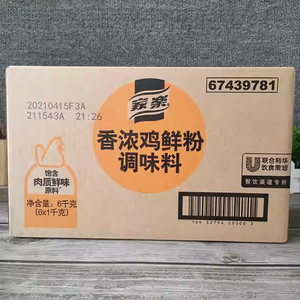 家樂
67439781
20210415F3A
211543A 21:26
香浓鸡鲜粉
调味料
饱含
肉质鲜味
原料
净含量：6千克
(6x1千克)
联合利华
饮食策划
餐饮渠道专供